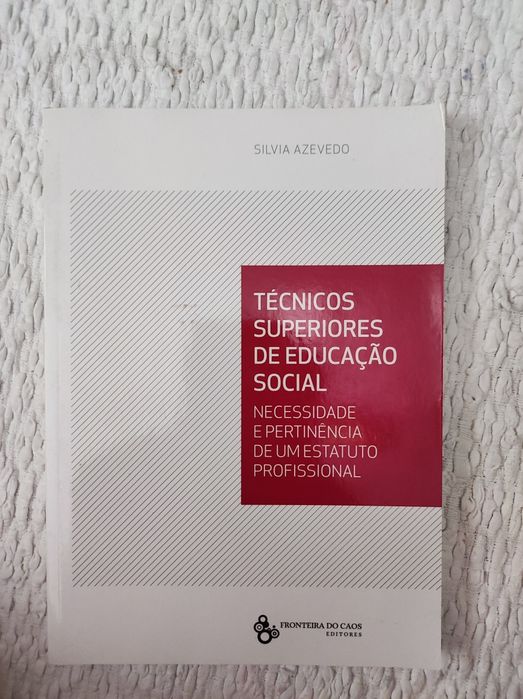 SILVIA AZEVEDO
TÉCNICOS
SUPERIORES
DE EDUCAÇÃO
SOCIAL
NECESSIDADE
E PERTINÊNCIA
DE UM ESTATUTO
PROFISSIONAL
FRONTEIRA DO CAOS
EDITORES